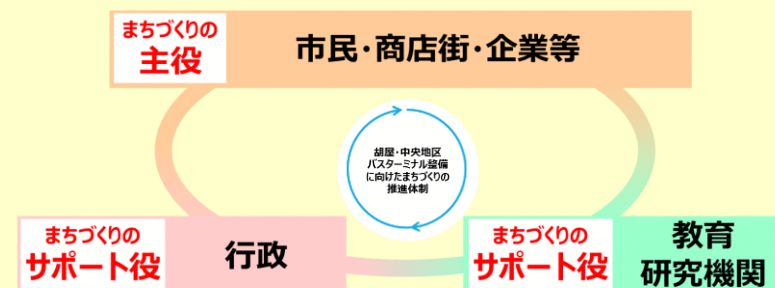 まちづくりの
主役
市民・商店街・企業等
胡屋・中央地区
バスターミナル整備
に向けたまちづくりの
推進体制
まちづくりの
サポート役
行政
まちづくりの
サポート役
教育
研究機関